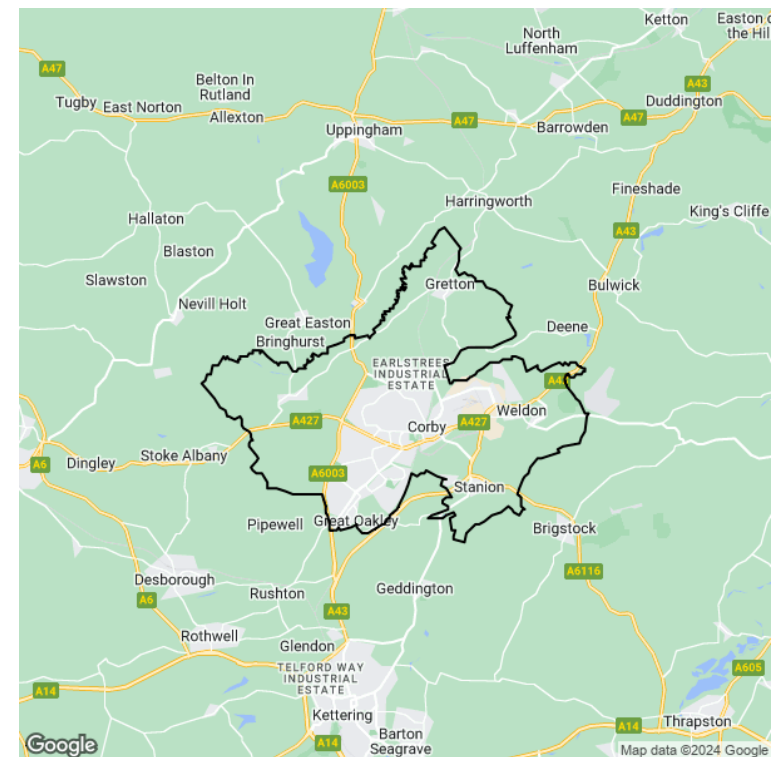 Ketton
Easton o
the Hil
North
Luffenham
A47
Belton In
Rutland
A43
Tugby
East Norton
Allexton
Duddington
Uppingham
A47
Barrowden
A47
A6003
Fineshade
Harringworth
King's Cliffe
Hallaton
A43
Blaston
Slawston
Gretton
Bulwick
Nevill Holt
Great Easton
Bringhurst
Deene
EARLSTREES
INDUSTRIAL
ESTATE
A43
Weldon
A427
A427
Corby
Stoke Albany
A6
Dingley
A6003
Stanion
Pipewell
Great Oakley
Brigstock
A6116
Desborough
Geddington
A6
Rushton
A43
Rothwell
Glendon
TELFORD WAY
INDUSTRIAL
ESTATE
A605
A14
Kettering
Thrapston
A14
Barton
Seagrave
A14
Google
Map data ©2024 Google